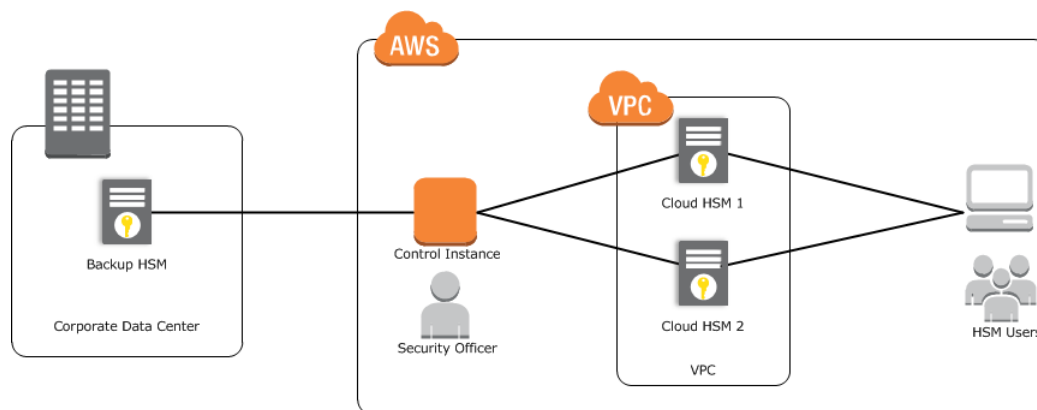 AWS
VPC
Cloud HSM 1
Control Instance
Backup HSM
Cloud HSM 2
Corporate Data Center
Security Officer
HSM Users
VPC